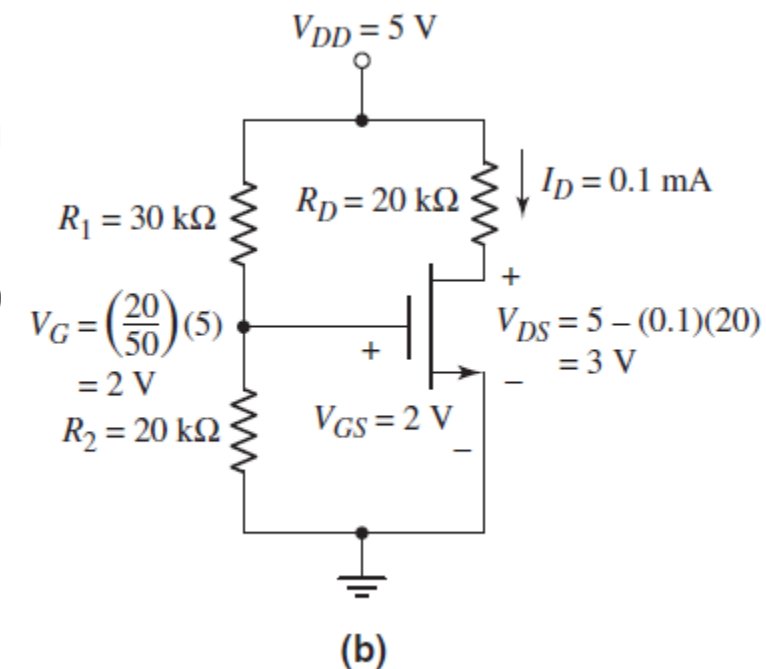 V_DD = 5 V
R_D = 20 kΩ
I_D = 0.1 mA
R_1 = 30 kΩ
+
V_G = (20/50)(5)
= 2 V
+
V_DS = 5 – (0.1)(20)
= 3 V
–
R_2 = 20 kΩ
V_GS = 2 V
–
(b)